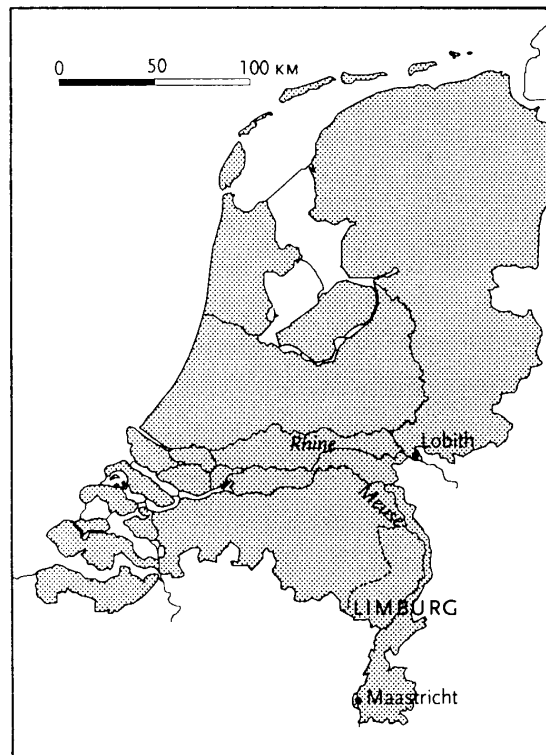 0 50 100 KM
Rhine
Lobith
Meuse
LIMBURG
Maastricht